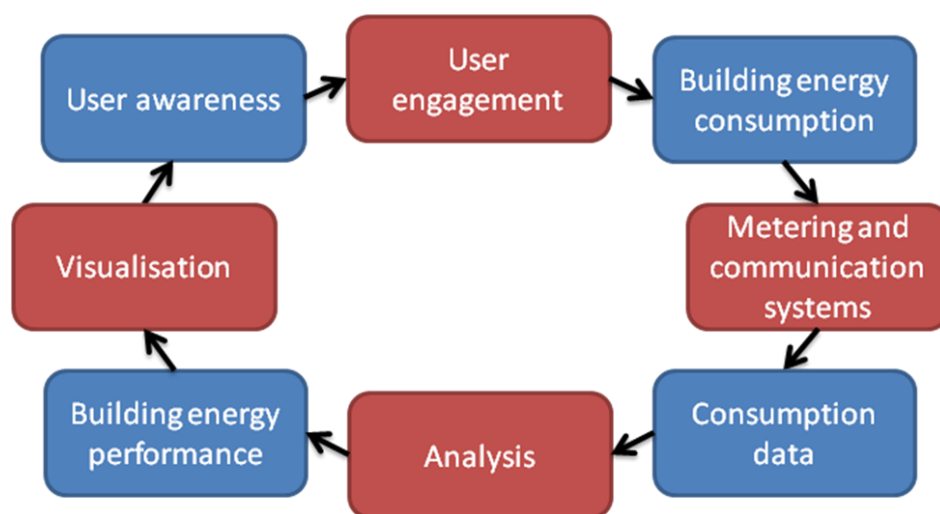 User awareness
User
engagement
Building energy
consumption
Visualisation
Metering and
communication
systems
Building energy
performance
Analysis
Consumption
data